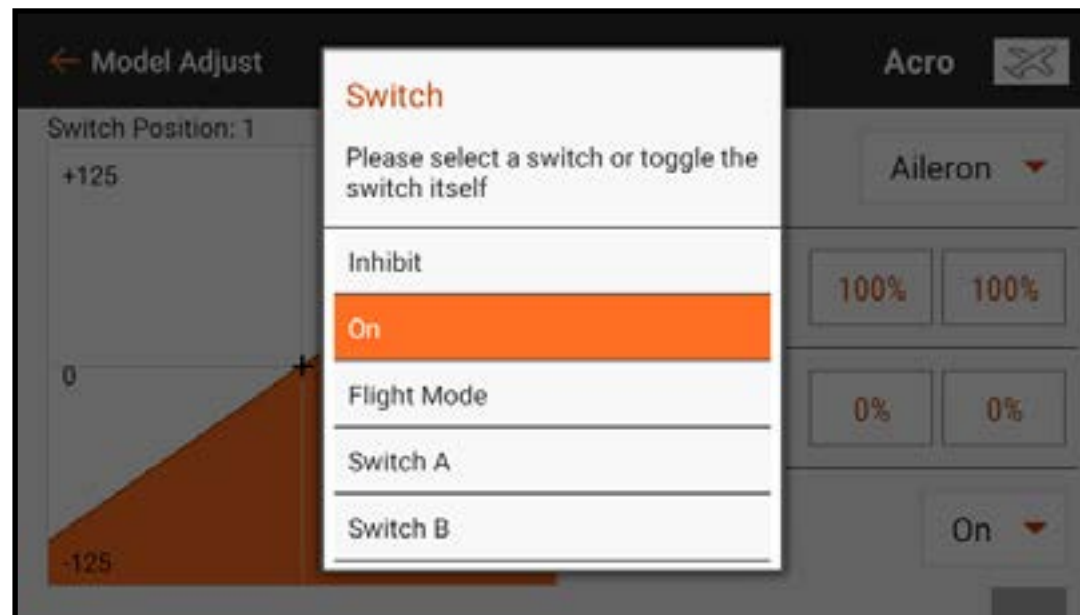 ← Model Adjust
Acro
Switch Position: 1
+125
0
-125
Switch
Please select a switch or toggle the
switch itself
Inhibit
On
Flight Mode
Switch A
Switch B
Aileron
100% 100%
0% 0%
On